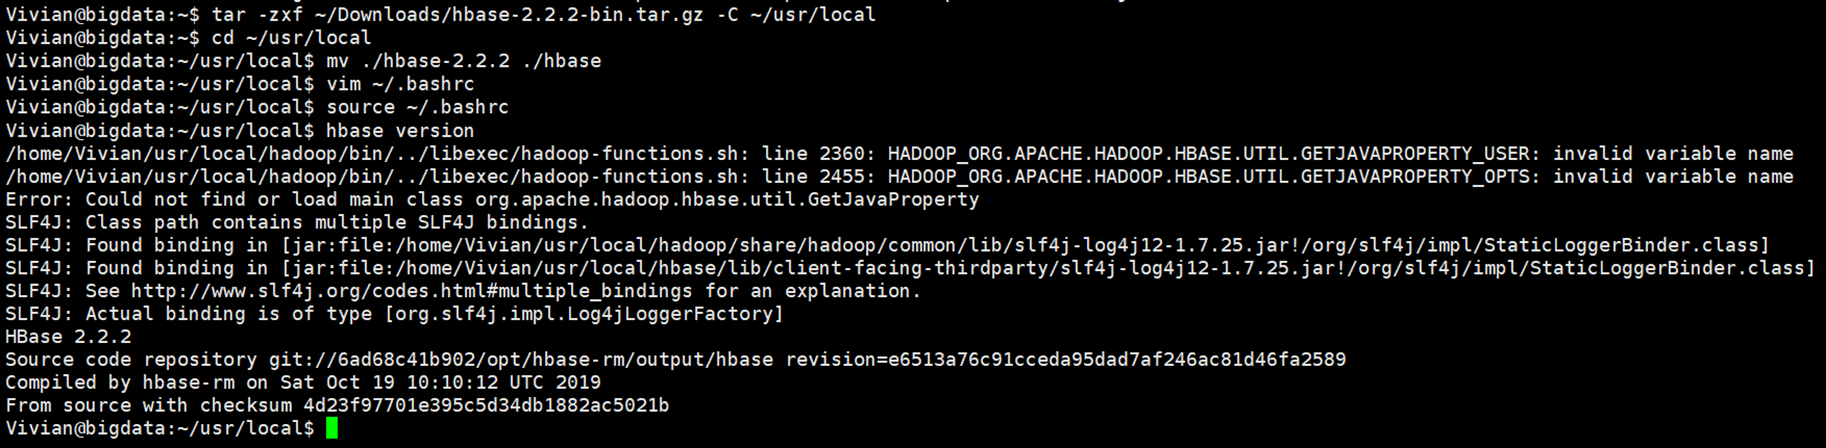 Vivian@bigdata:~$ tar -zxf ~/Downloads/hbase-2.2.2-bin.tar.gz -C ~/usr/local
Vivian@bigdata:~$ cd ~/usr/local
Vivian@bigdata:~/usr/local$ mv ./hbase-2.2.2 ./hbase
Vivian@bigdata:~/usr/local$ vim ~/.bashrc
Vivian@bigdata:~/usr/local$ source ~/.bashrc
Vivian@bigdata:~/usr/local$ hbase version
/home/Vivian/usr/local/hadoop/bin/../libexec/hadoop-functions.sh: line 2360: HADOOP_ORG.APACHE.HADOOP.HBASE.UTIL.GETJAVAPROPERTY_USER: invalid variable name
/home/Vivian/usr/local/hadoop/bin/../libexec/hadoop-functions.sh: line 2455: HADOOP_ORG.APACHE.HADOOP.HBASE.UTIL.GETJAVAPROPERTY_OPTS: invalid variable name
Error: Could not find or load main class org.apache.hadoop.hbase.util.GetJavaProperty
SLF4J: Class path contains multiple SLF4J bindings.
SLF4J: Found binding in [jar:file:/home/Vivian/usr/local/hadoop/share/hadoop/common/lib/slf4j-log4j12-1.7.25.jar!/org/slf4j/impl/StaticLoggerBinder.class]
SLF4J: Found binding in [jar:file:/home/Vivian/usr/local/hbase/lib/client-facing-thirdparty/slf4j-log4j12-1.7.25.jar!/org/slf4j/impl/StaticLoggerBinder.class]
SLF4J: See http://www.slf4j.org/codes.html#multiple_bindings for an explanation.
SLF4J: Actual binding is of type [org.slf4j.impl.Log4jLoggerFactory]
HBase 2.2.2
Source code repository git://6ad68c41b902/opt/hbase-rm/output/hbase revision=e6513a76c91cceda95dad7af246ac81d46fa2589
Compiled by hbase-rm on Sat Oct 19 10:10:12 UTC 2019
From source with checksum 4d23f97701e395c5d34db1882ac5021b
Vivian@bigdata:~/usr/local$